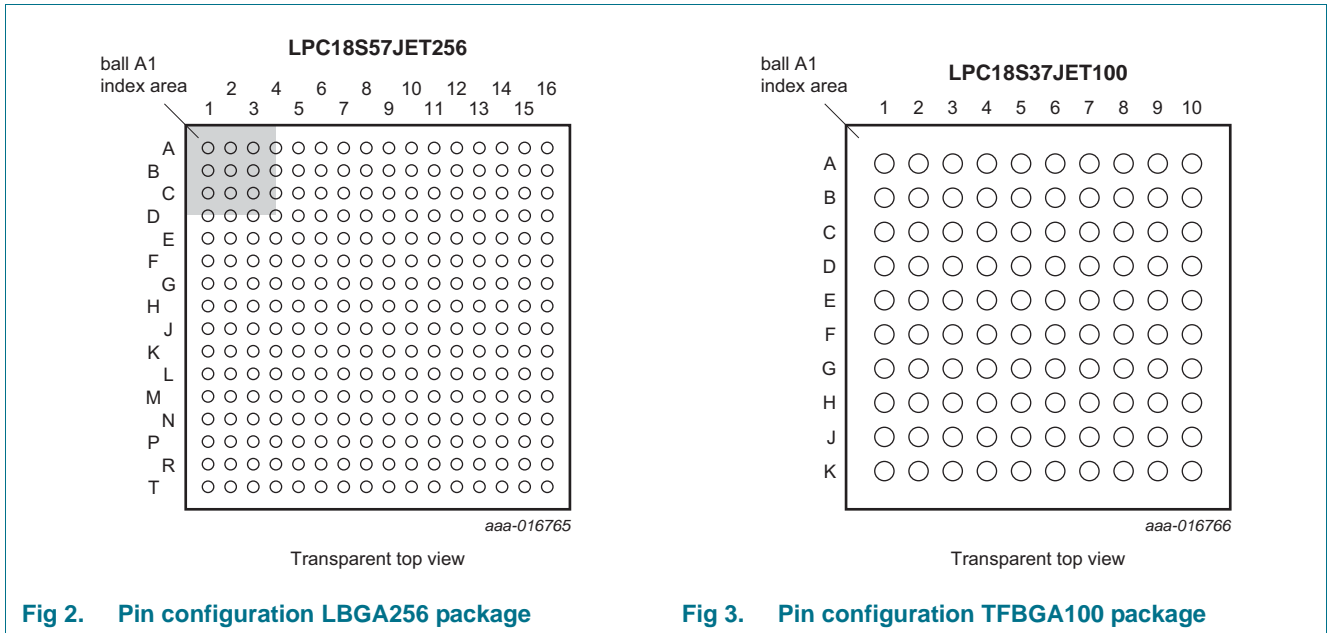 LPC18S57JET256
ball A1
index area
2 4 6 8 10 12 14 16
1 3 5 7 9 11 13 15
A
B
C
D
E
F
G
H
J
K
L
M
N
P
R
T
aaa-016765
Transparent top view
Fig 2. Pin configuration LBGA256 package
LPC18S37JET100
ball A1
index area
1 2 3 4 5 6 7 8 9 10
A
B
C
D
E
F
G
H
J
K
aaa-016766
Transparent top view
Fig 3. Pin configuration TFBGA100 package